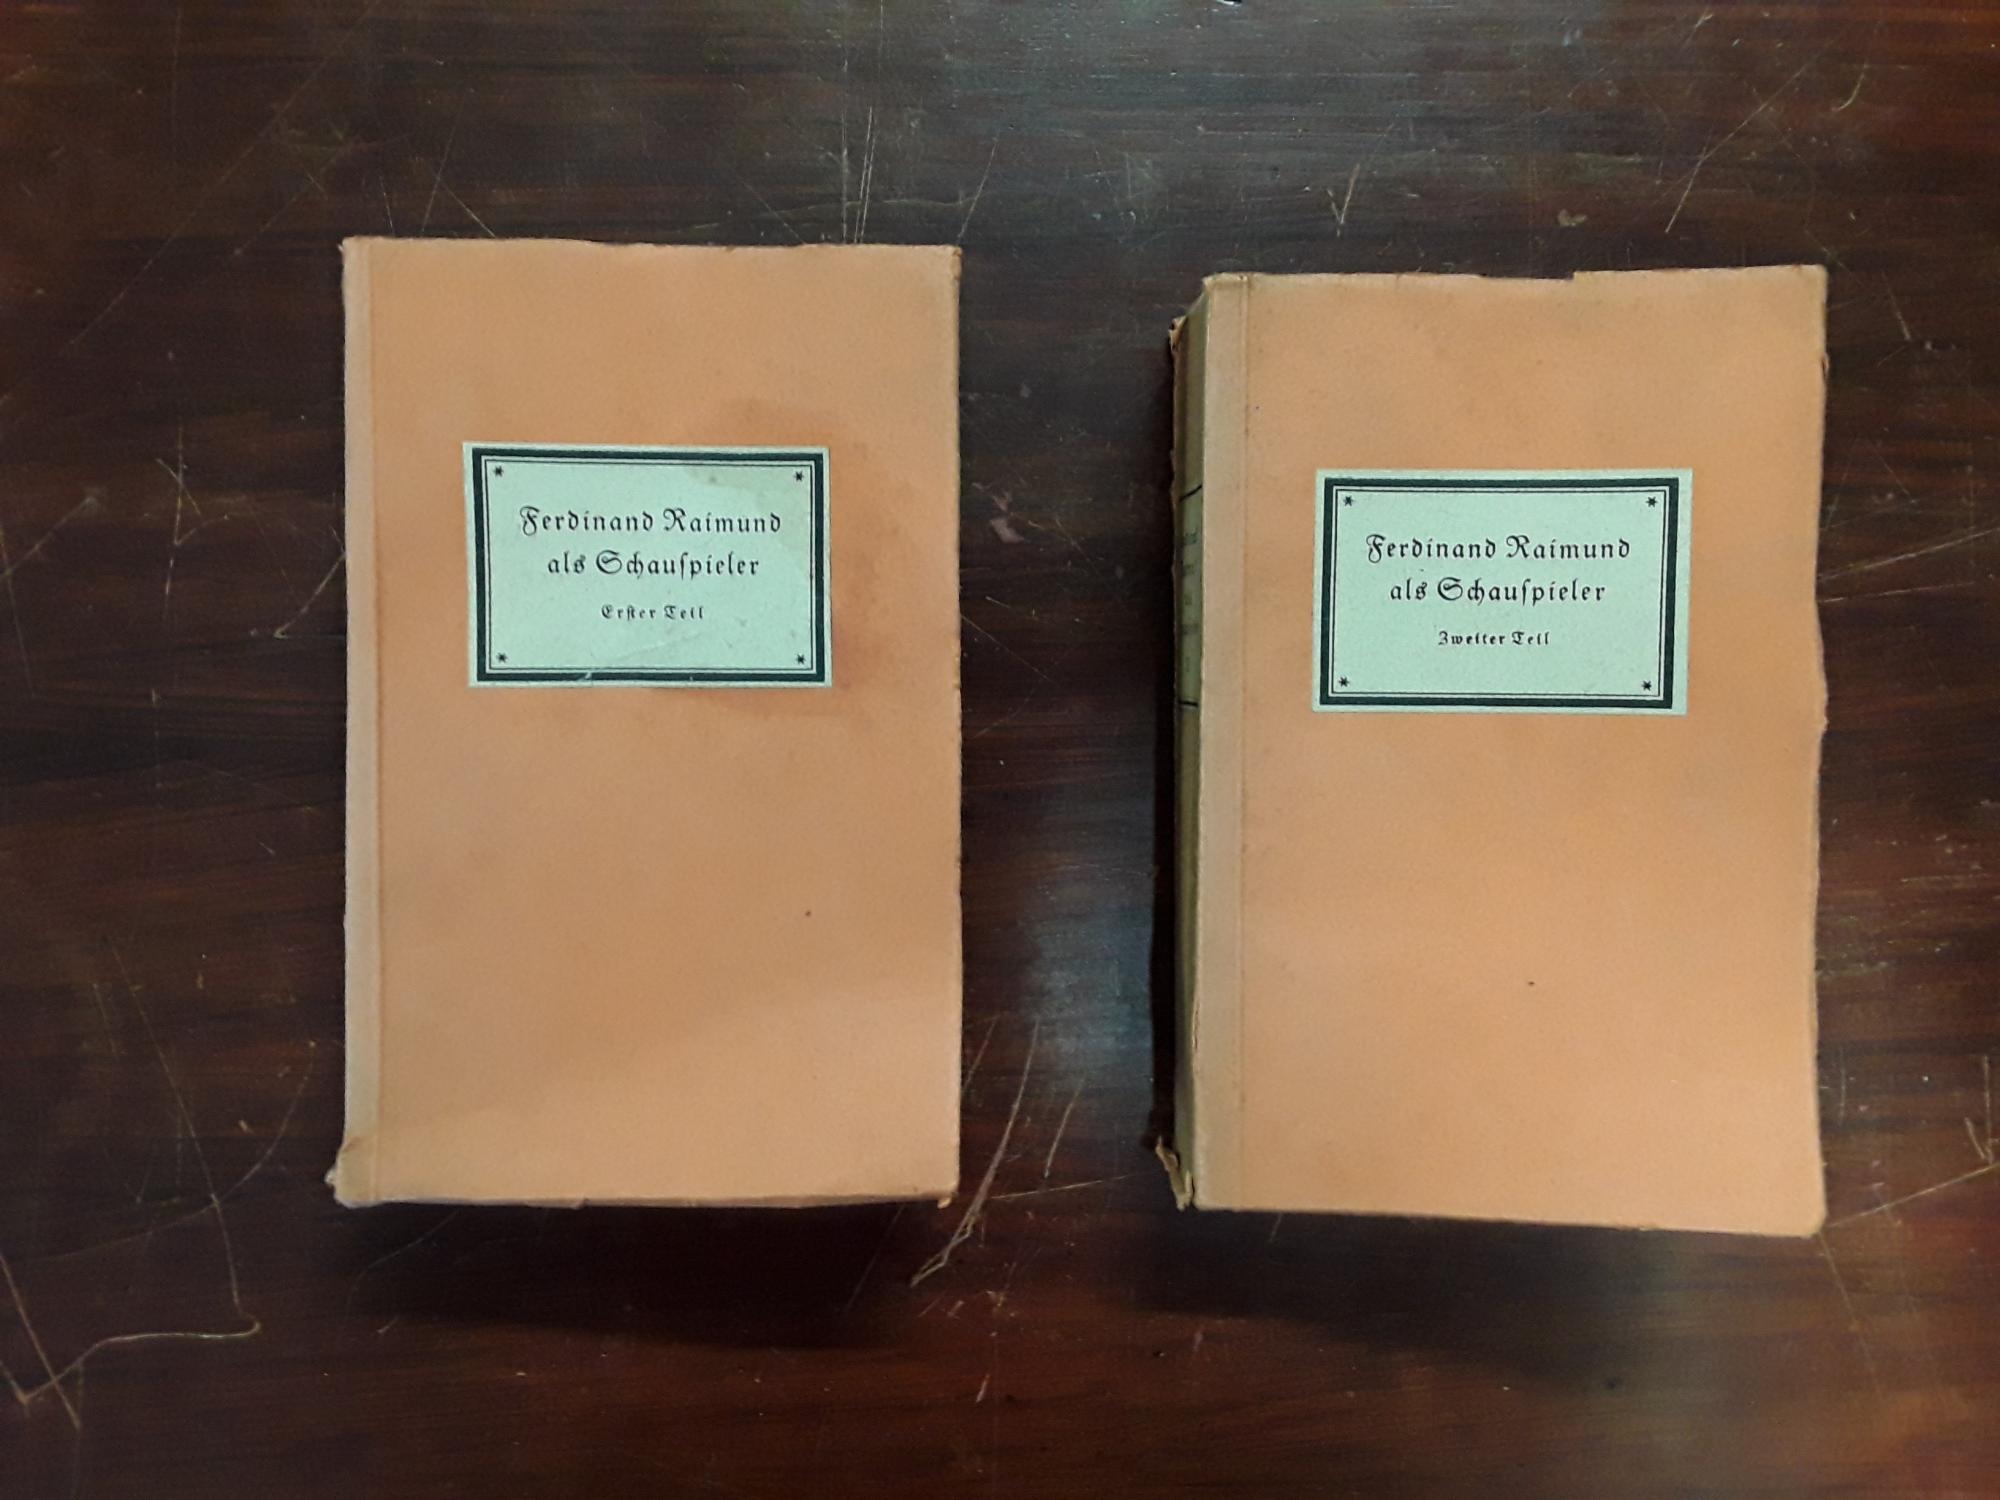 Ferdinand Raimund
als Schauſpieler
Erſter Teil
Ferdinand Raimund
als Schauſpieler
Zweiter Teil